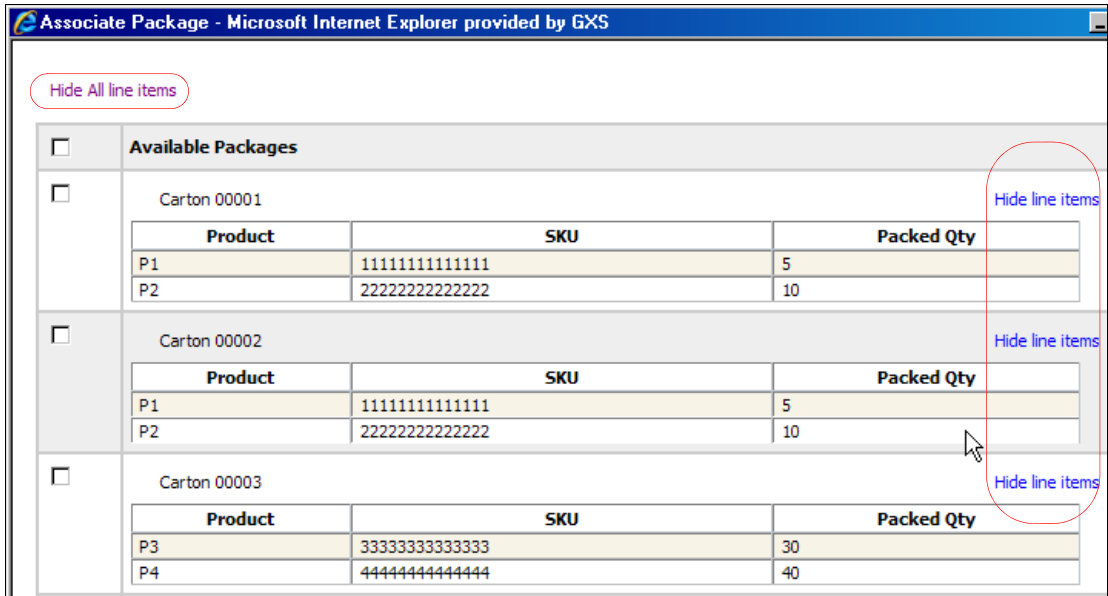 Associate Package - Microsoft Internet Explorer provided by GXS
Hide All line items
Available Packages
Carton 00001 Hide line items
Product SKU Packed Qty
P1 11111111111111 5
P2 22222222222222 10
Carton 00002 Hide line items
Product SKU Packed Qty
P1 11111111111111 5
P2 22222222222222 10
Carton 00003 Hide line items
Product SKU Packed Qty
P3 33333333333333 30
P4 44444444444444 40